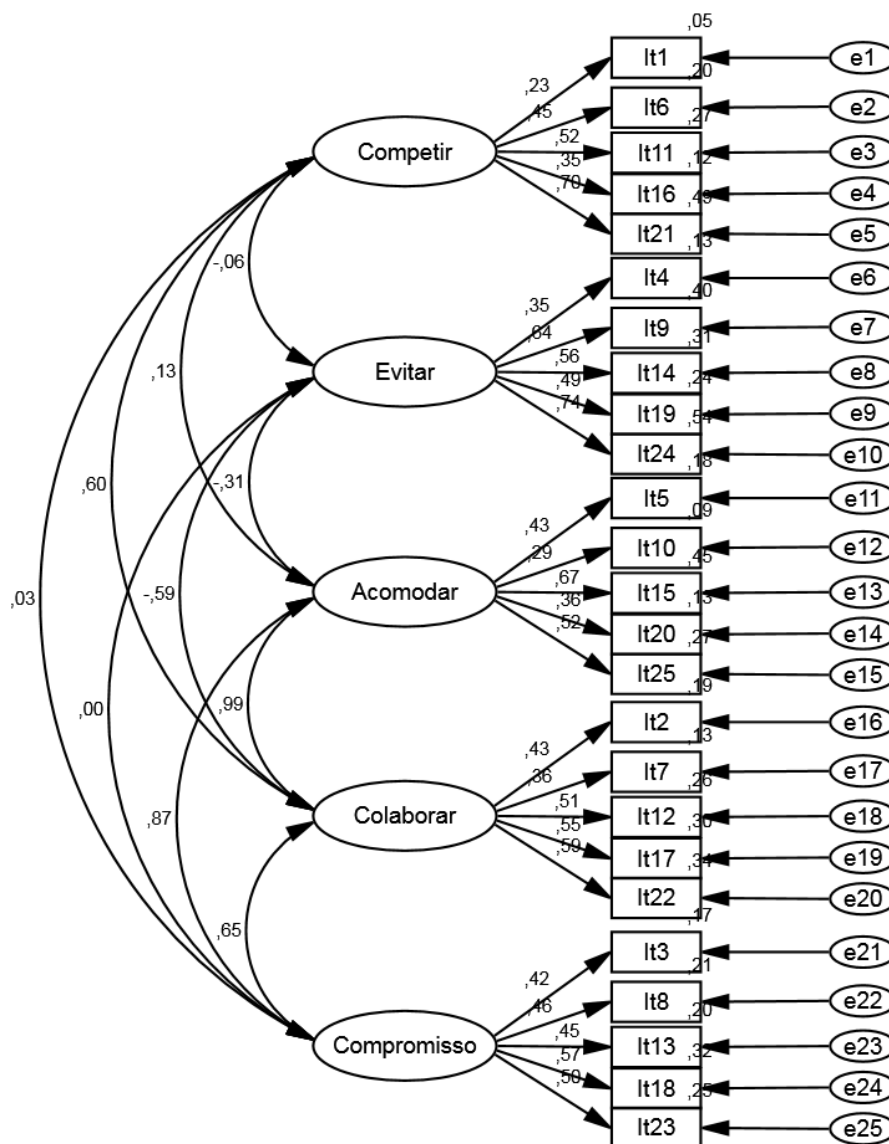 ,05
It1
e1
,23
,20
It6
e2
,45
,27
It11
e3
,52
,12
It16
e4
,35
,49
It21
e5
,70
Competir
-,06
,13
It4
e6
,35
,40
It9
e7
,64
,31
It14
e8
,56
,24
It19
e9
,49
,54
It24
e10
,74
Evitar
,13
-,31
,60
,18
It5
e11
,43
,09
It10
e12
,29
,45
It15
e13
,67
,13
It20
e14
,36
,27
It25
e15
,52
Acomodar
-,59
,03
,99
,00
,19
It2
e16
,43
,13
It7
e17
,36
,26
It12
e18
,51
,30
It17
e19
,55
,34
It22
e20
,59
Colaborar
,87
,65
,17
It3
e21
,42
,21
It8
e22
,46
,20
It13
e23
,45
,32
It18
e24
,57
,25
It23
e25
,50
Compromisso